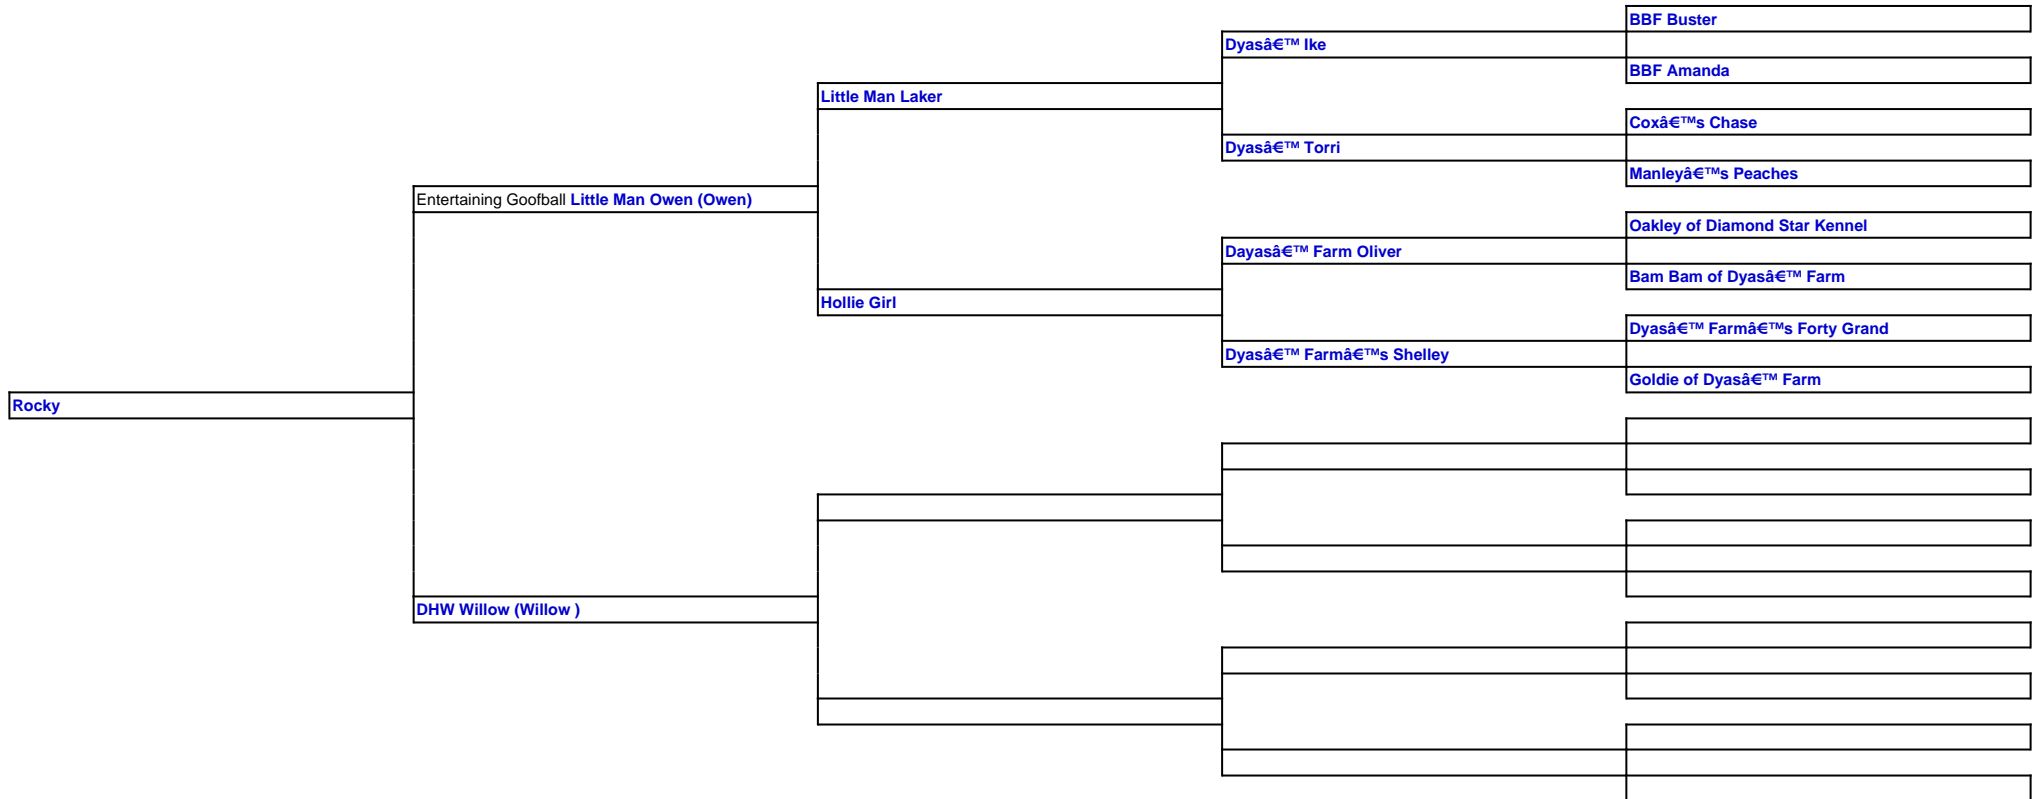 BBF Buster
Dyasâ€™ Ike
BBF Amanda
Little Man Laker
Coxâ€™s Chase
Dyasâ€™ Torri
Manleyâ€™s Peaches
Entertaining Goofball Little Man Owen (Owen)
Oakley of Diamond Star Kennel
Dayasâ€™ Farm Oliver
Bam Bam of Dyasâ€™ Farm
Hollie Girl
Dyasâ€™ Farmâ€™s Forty Grand
Dyasâ€™ Farmâ€™s Shelley
Goldie of Dyasâ€™ Farm
Rocky
DHW Willow (Willow )